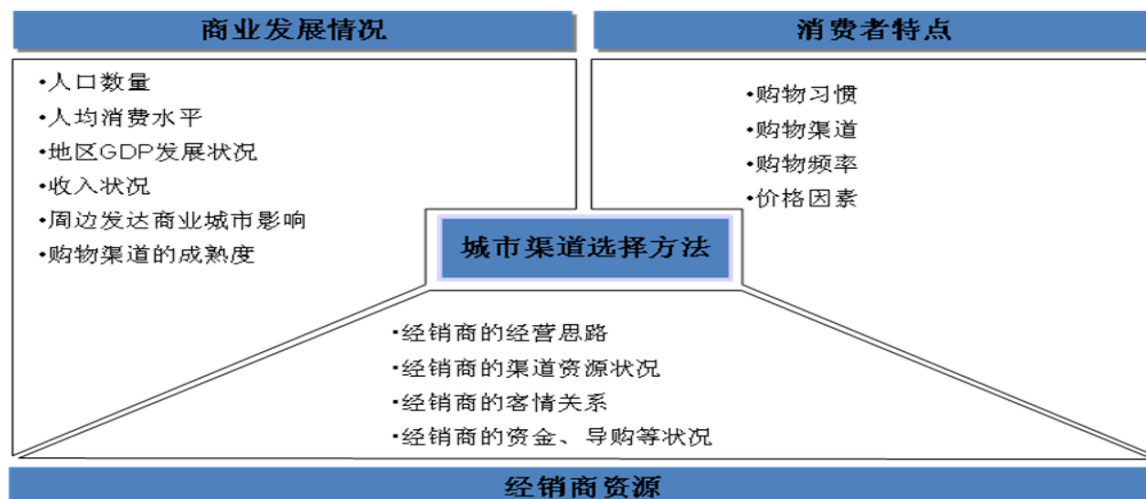 商业发展情况
消费者特点
•人口数量
•人均消费水平
•地区GDP发展状况
•收入状况
•周边发达商业城市影响
•购物渠道的成熟度
•购物习惯
•购物渠道
•购物频率
•价格因素
城市渠道选择方法
•经销商的经营思路
•经销商的渠道资源状况
•经销商的客情关系
•经销商的资金、导购等状况
经销商资源